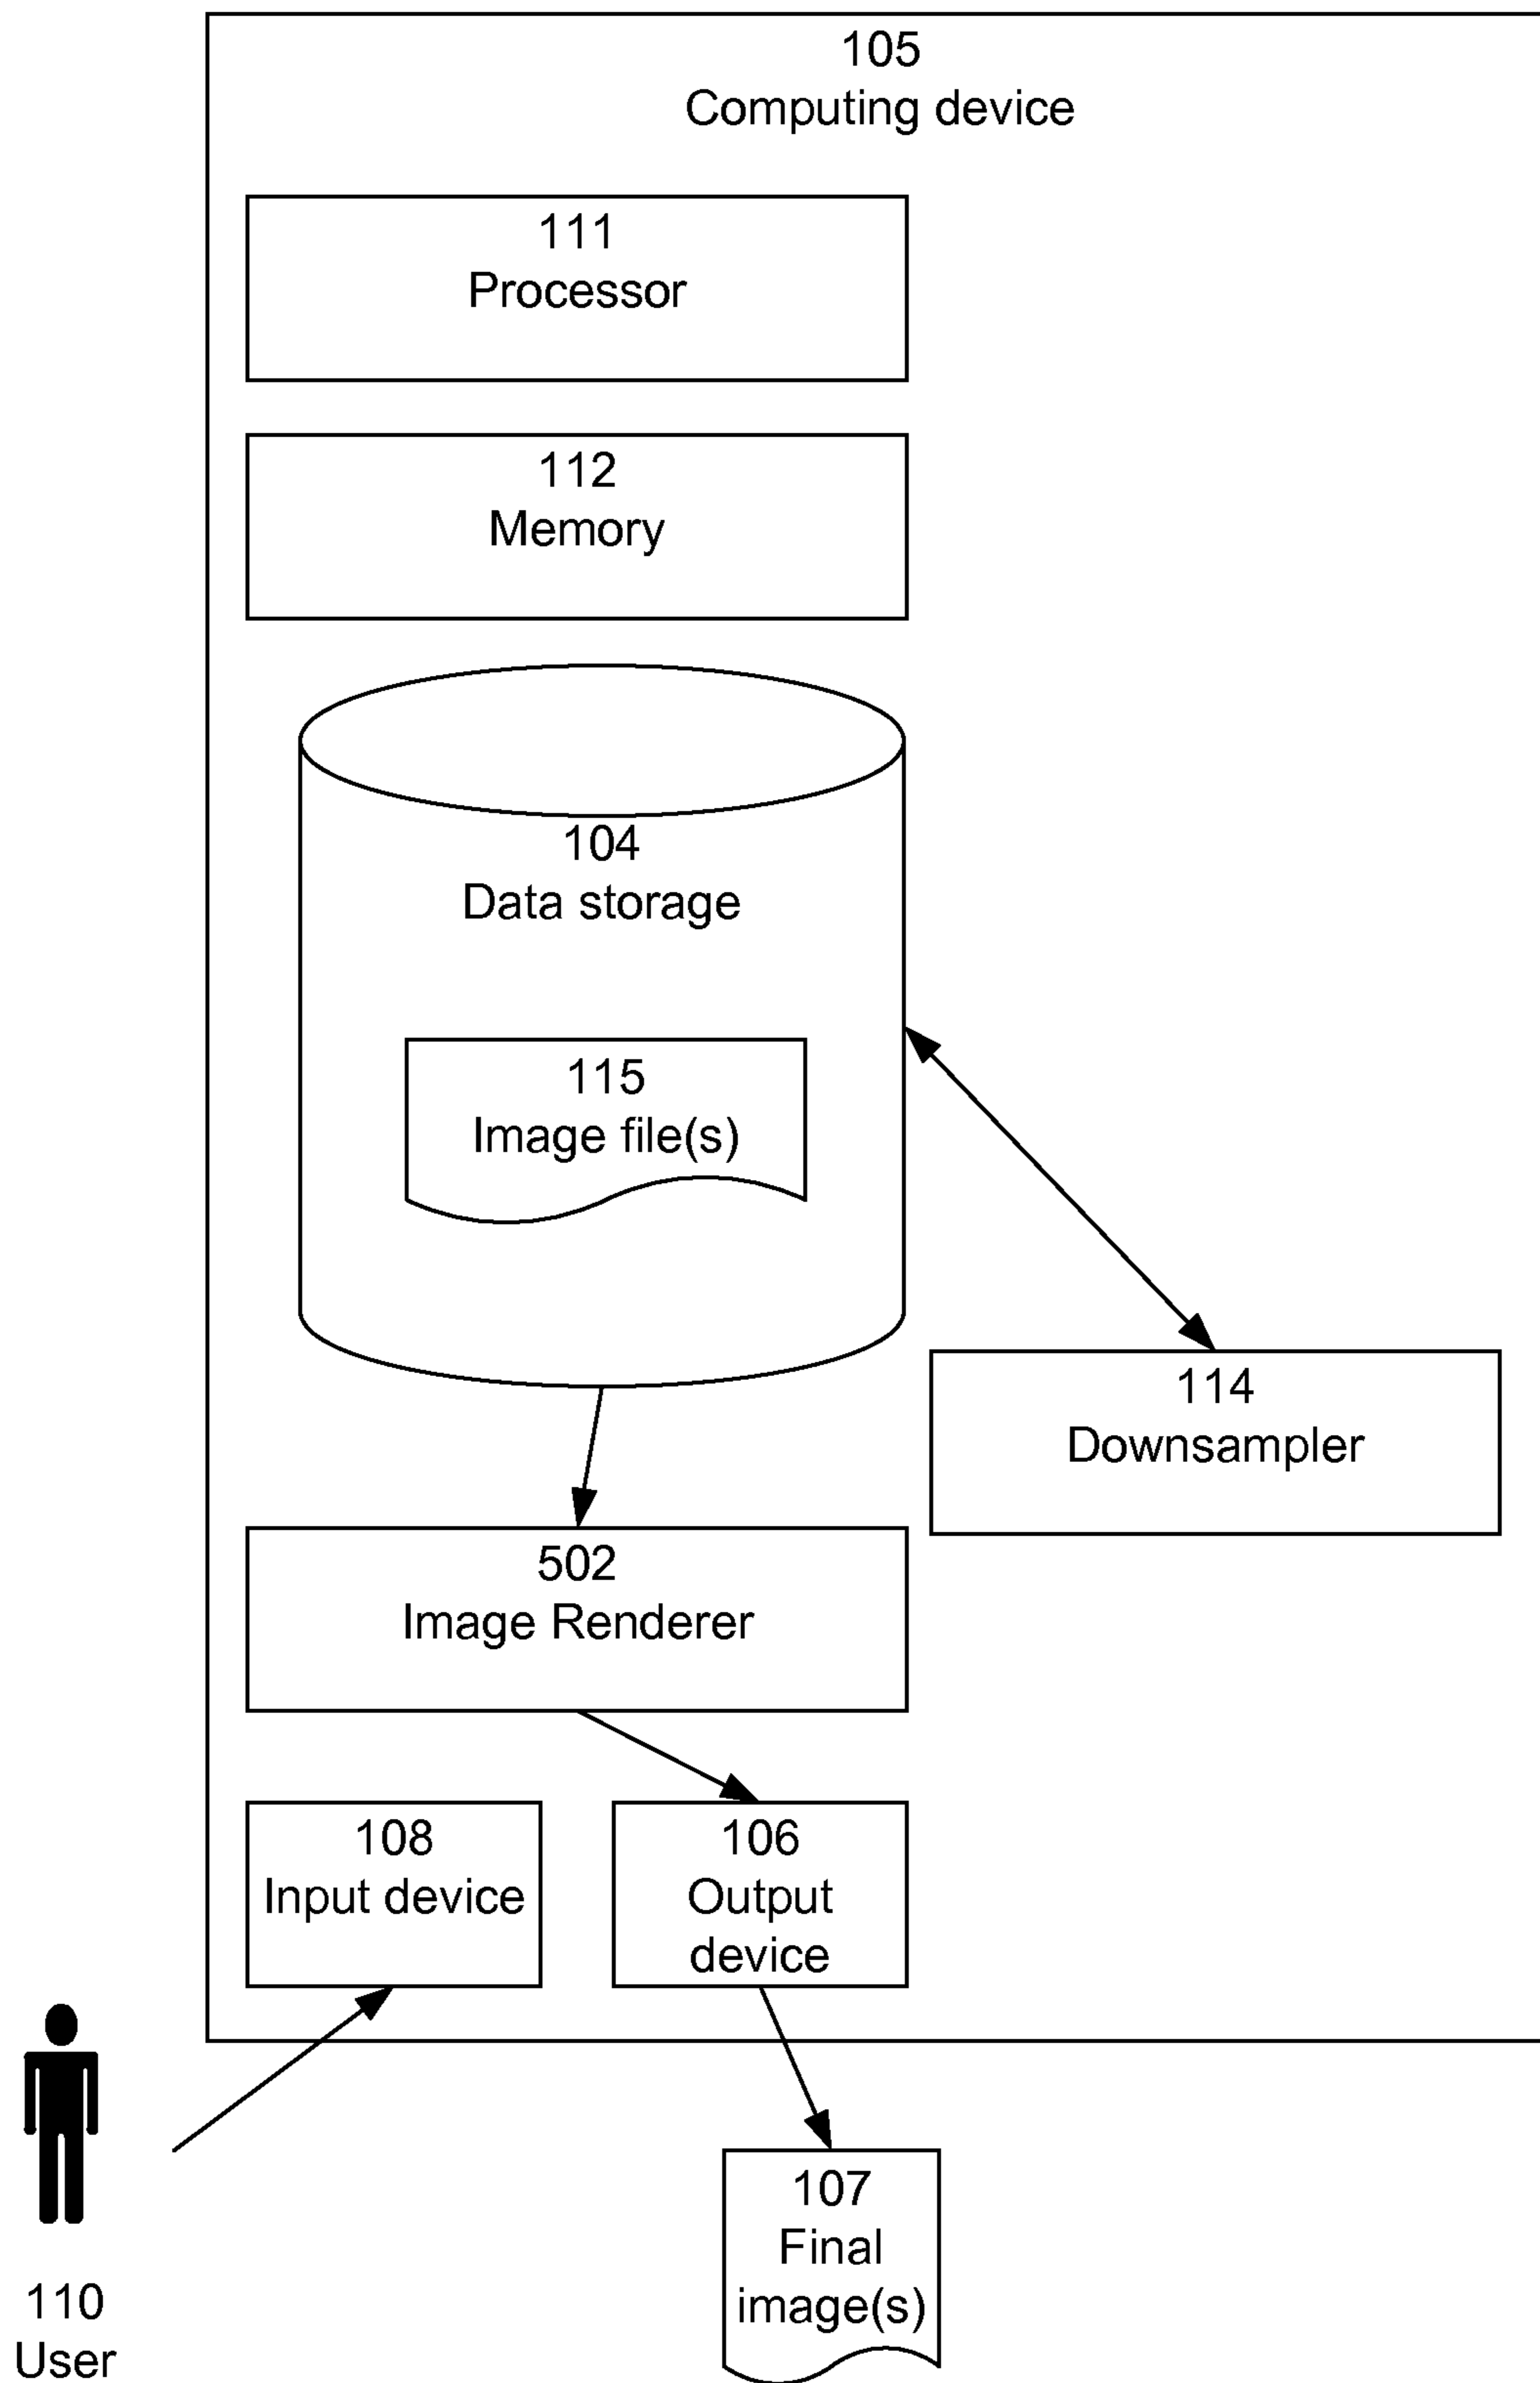 105
Computing device
111
Processor
112
Memory
104
Data storage
115
Image file(s)
114
Downsampler
502
Image Renderer
108
Input device
106
Output
device
107
Final
image(s)
110
User